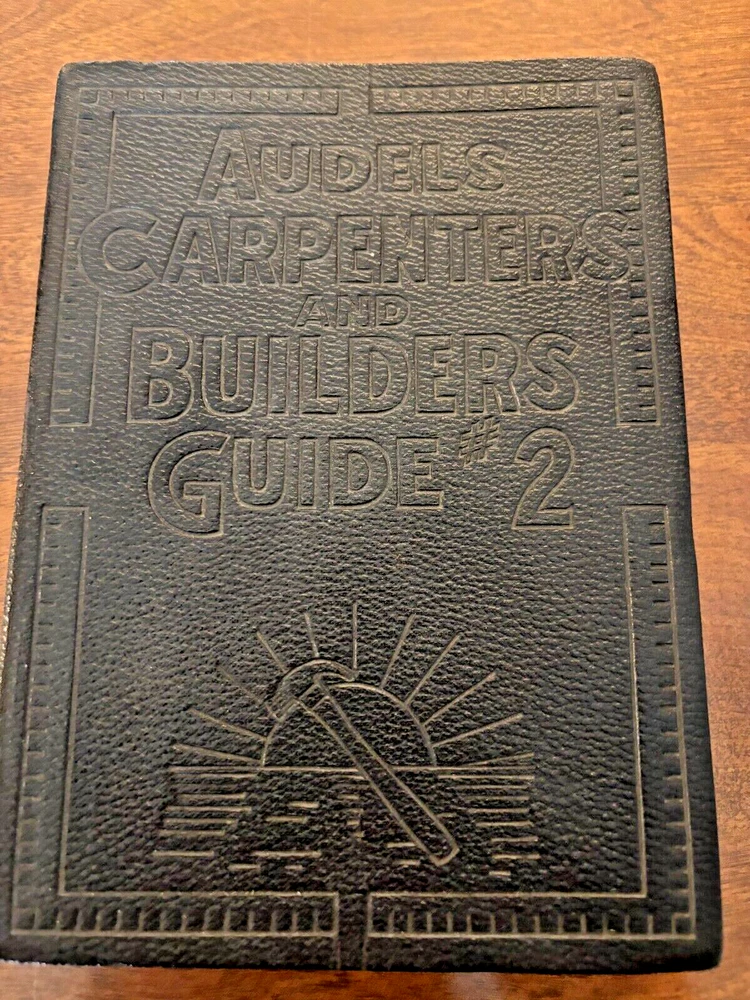 AUDELS
CARPENTERS
AND
BUILDERS
GUIDE #2